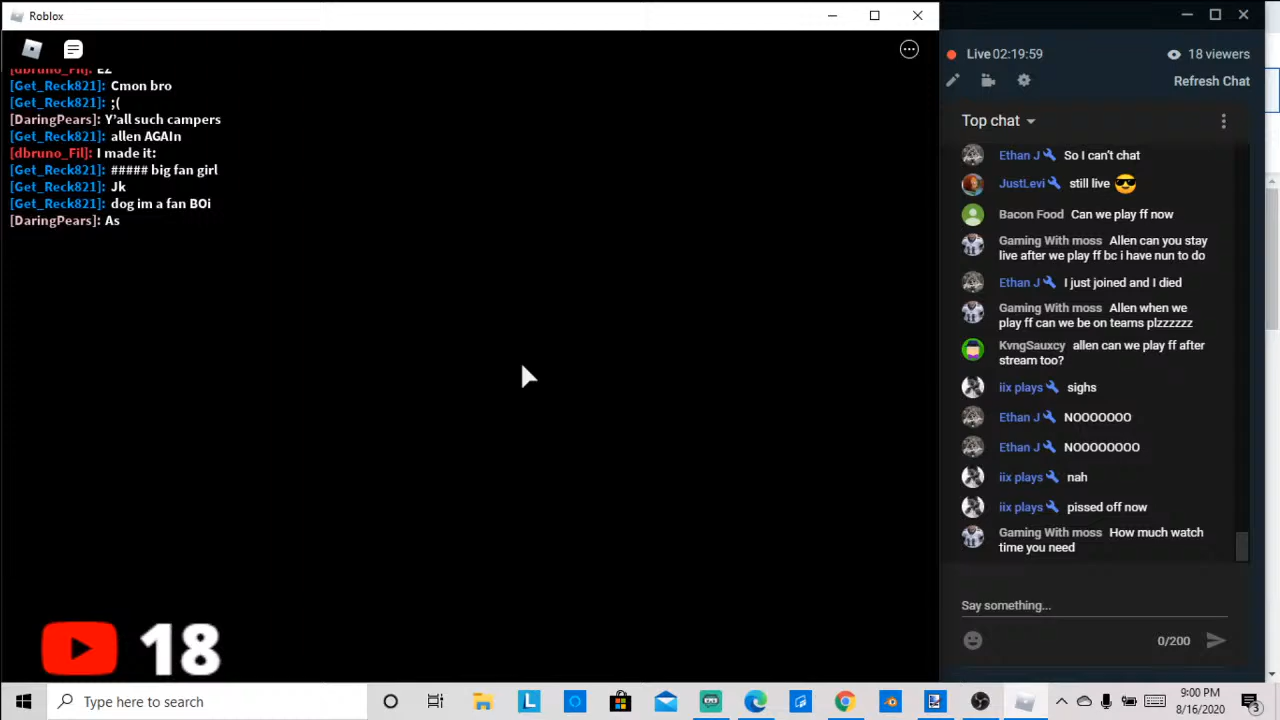 Roblox
[dbruno_Fil]: EZ
[Get_Reck821]: Cmon bro
[Get_Reck821]: ;(
[DaringPears]: Y'all such campers
[Get_Reck821]: allen AGAIn
[dbruno_Fil]: I made it:
[Get_Reck821]: ##### big fan girl
[Get_Reck821]: Jk
[Get_Reck821]: dog im a fan BOi
[DaringPears]: As
18
Live 02:19:59
18 viewers
Refresh Chat
Top chat
Ethan J So I can't chat
JustLevi still live 😎
Bacon Food Can we play ff now
Gaming With moss Allen can you stay
live after we play ff bc i have nun to do
Ethan J I just joined and I died
Gaming With moss Allen when we
play ff can we be on teams plzzzzzz
KvngSauxcy allen can we play ff after
stream too?
iix plays sighs
Ethan J NOOOOOOO
Ethan J NOOOOOOOO
iix plays nah
iix plays pissed off now
Gaming With moss How much watch
time you need
Say something...
0/200
Type here to search
L
9:00 PM
8/16/2020
3